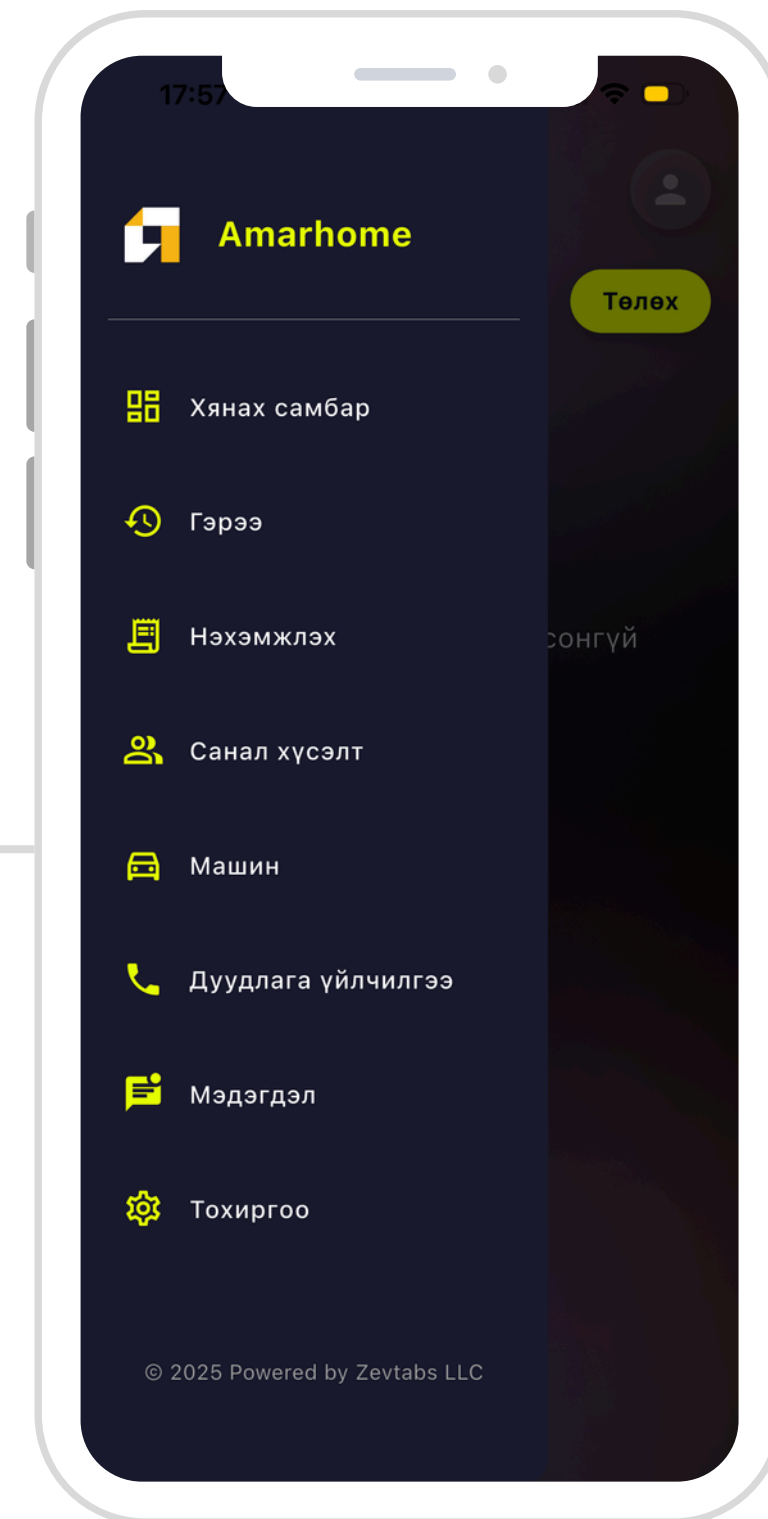 17:57
Amarhome
Төлөх
Хянах самбар
Гэрээ
Нэхэмжлэх
сонгүй
Санал хүсэлт
Машин
Дуудлага үйлчилгээ
Мэдэгдэл
Тохиргоо
© 2025 Powered by Zevtabs LLC